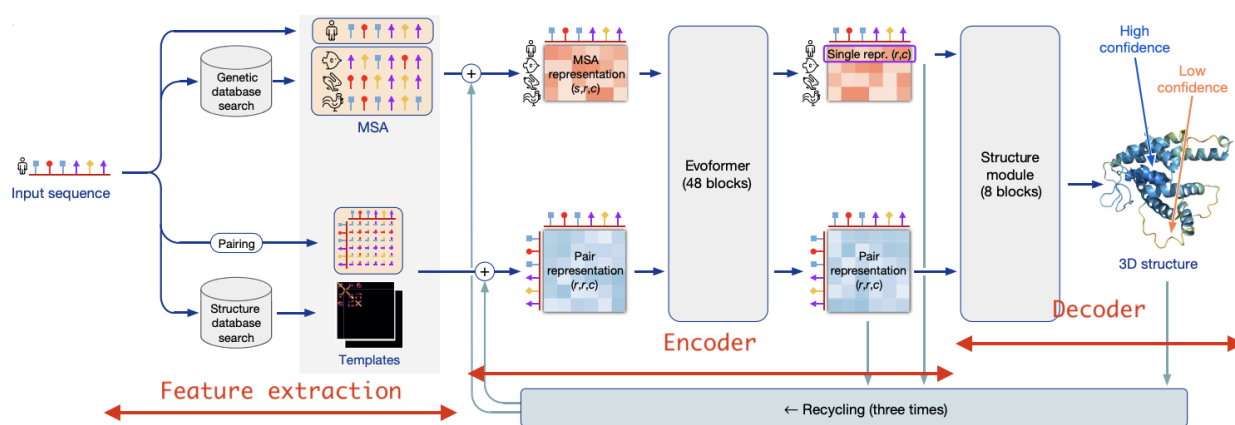 Genetic
database
search
MSA
Input sequence
Pairing
Structure
database
search
Templates
Feature extraction
+
MSA
representation
(s,r,c)
+
Pair
representation
(r,r,c)
Evoformer
(48 blocks)
Encoder
Single repr. (r,c)
Pair
representation
(r,r,c)
Structure
module
(8 blocks)
High
confidence
Low
confidence
3D structure
Decoder
← Recycling (three times)